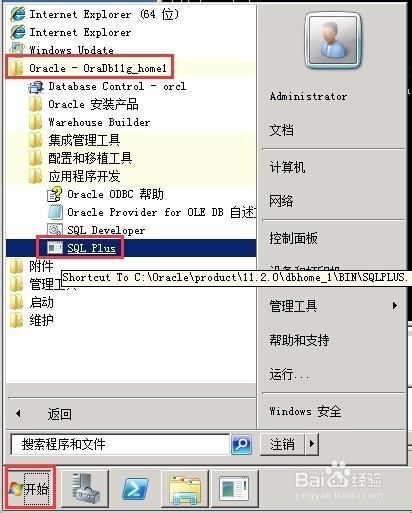 Internet Explorer (64 位)
Internet Explorer
Windows Update
Oracle - OraDb11g_home1
Database Control - orcl
Oracle 安装产品
Warehouse Builder
集成管理工具
配置和移植工具
应用程序开发
Oracle ODBC 帮助
Oracle Provider for OLE DB 自述
SQL Developer
SQL Plus
附件
Shortcut To C:\Oracle\product\11.2.0\dbhome_1\BIN\SQLPLUS.
管理工具
启动
维护
返回
搜索程序和文件
Administrator
文档
计算机
网络
控制面板
设备和打印机
管理工具
帮助和支持
运行...
Windows 安全
注销
开始
Baidu 经验
jingyan.baidu.com